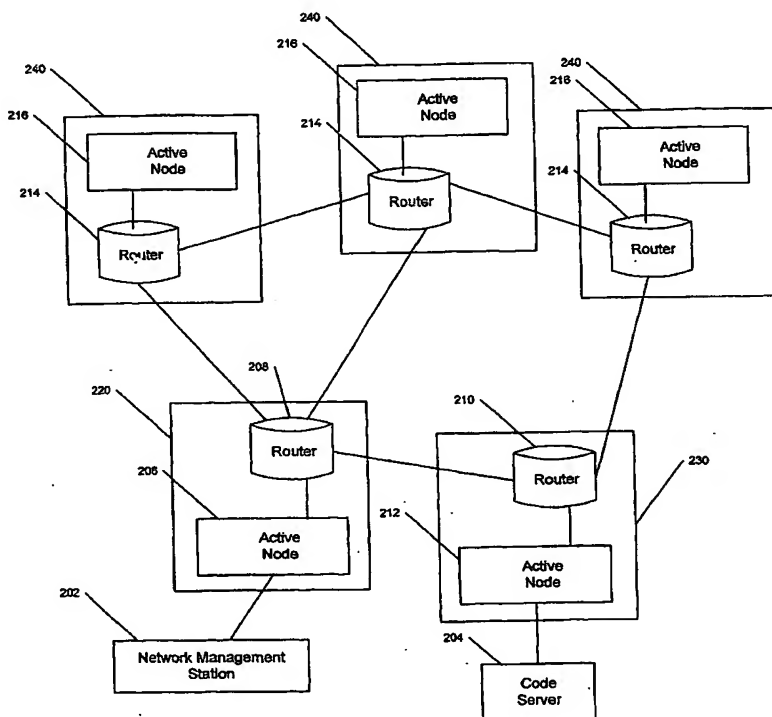 240
216
Active
Node
214
Router
240
216
Active
Node
214
Router
240
216
Active
Node
214
Router
208
220
Router
206
Active
Node
202
Network Management
Station
210
Router
230
212
Active
Node
204
Code
Server